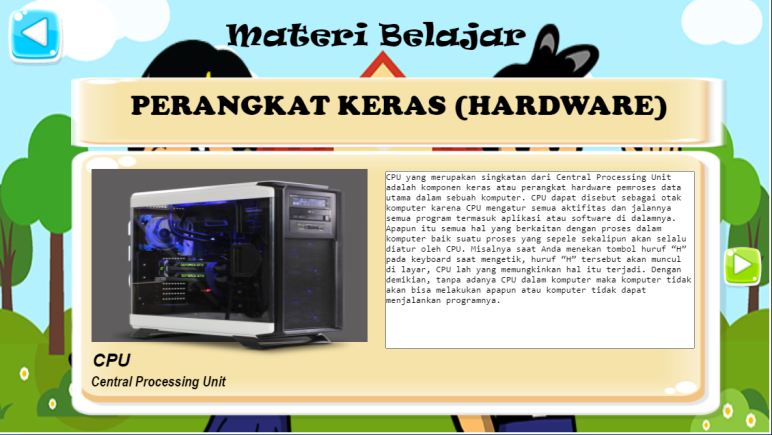 Materi Belajar
PERANGKAT KERAS (HARDWARE)
CPU yang merupakan singkatan dari Central Processing Unit
adalah komponen keras atau perangkat hardware pemroses data
utama dalam sebuah komputer. CPU dapat disebut sebagai otak
komputer karena CPU mengatur semua aktifitas dan jalannya
semua program termasuk aplikasi atau software di dalamnya.
Apapun itu semua hal yang berkaitan dengan proses dalam
komputer baik suatu proses yang sepele sekalipun akan selalu
diatur oleh CPU. Misalnya saat Anda menekan tombol huruf “H”
pada keyboard saat mengetik, huruf “H” tersebut akan muncul
di layar, CPU lah yang memungkinkan hal itu terjadi. Dengan
demikian, tanpa adanya CPU dalam komputer maka komputer tidak
akan bisa melakukan apapun atau komputer tidak dapat
menjalankan programnya.
CPU
Central Processing Unit